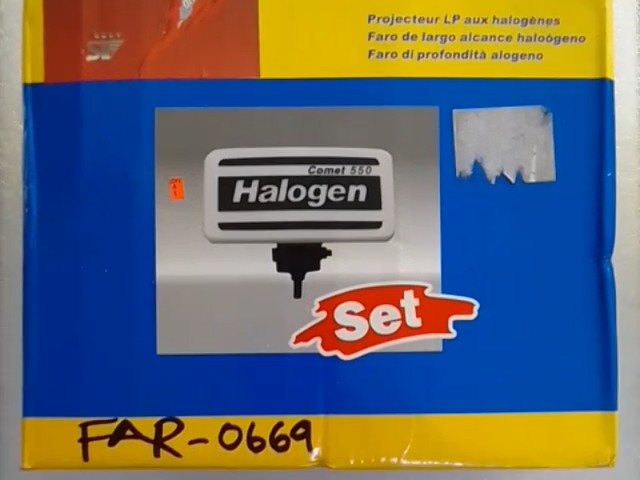 Projecteur LP aux halogènes
Faro de largo alcance haloógeno
Faro di profondità alogeno
Comet 550
Halogen
Set
FAR-0669